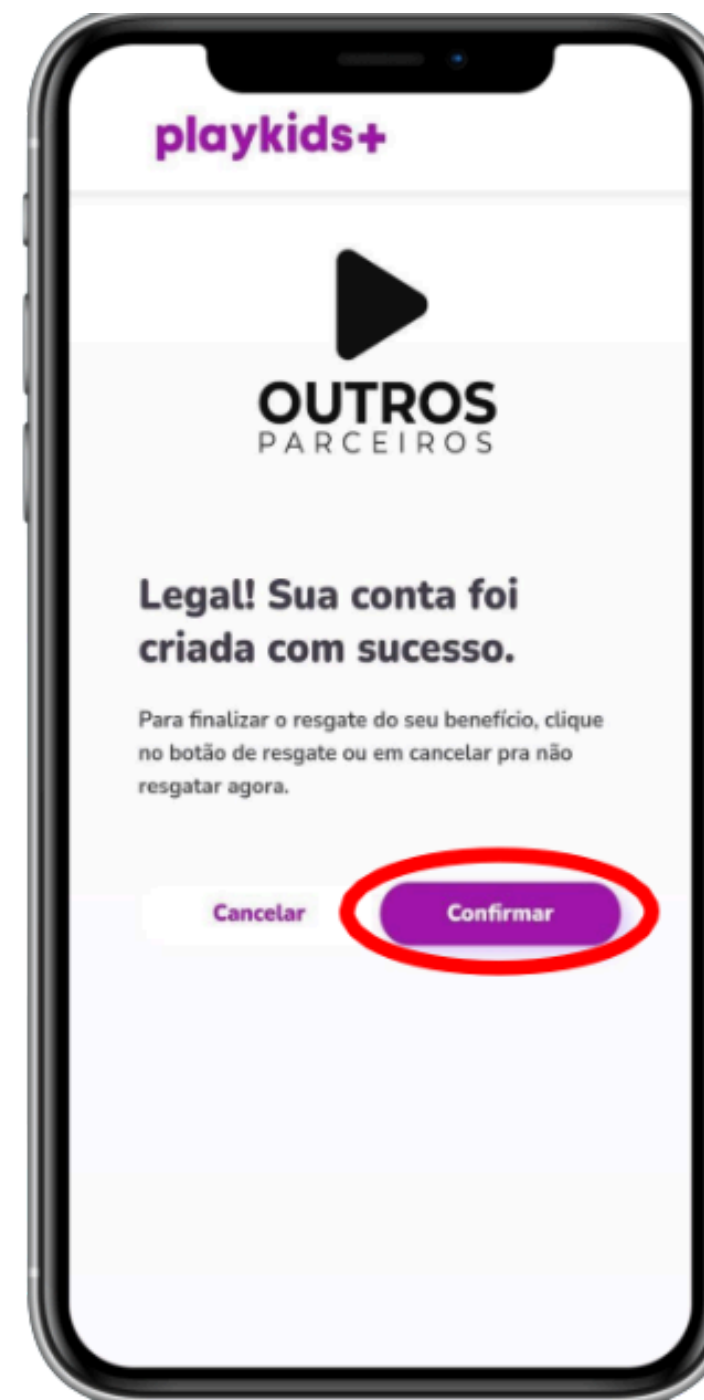 playkids+
OUTROS
PARCEIROS
Legal! Sua conta foi
criada com sucesso.
Para finalizar o resgate do seu benefício, clique
no botão de resgate ou em cancelar pra não
resgatar agora.
Cancelar Confirmar